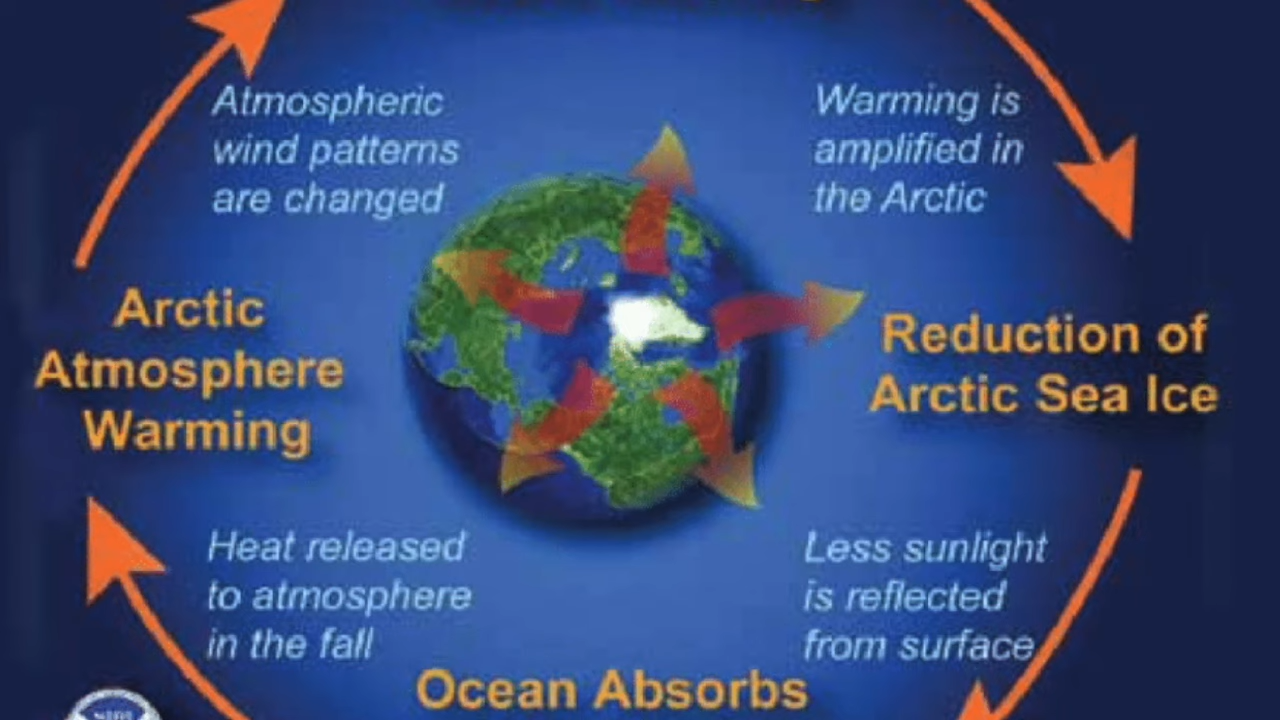 Atmospheric
wind patterns
are changed
Warming is
amplified in
the Arctic
Arctic
Atmosphere
Warming
Reduction of
Arctic Sea Ice
Heat released
to atmosphere
in the fall
Less sunlight
is reflected
from surface
Ocean Absorbs